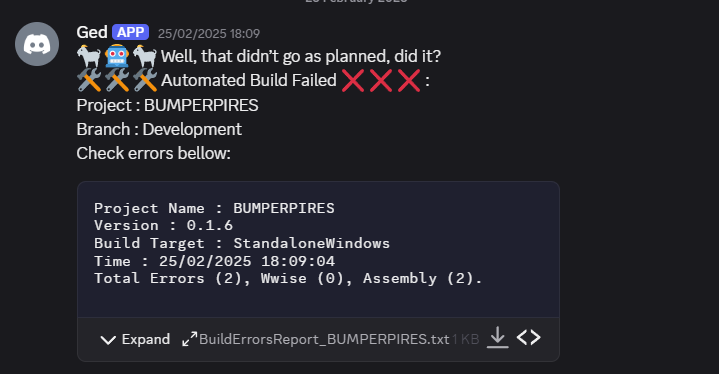 Ged APP 25/02/2025 18:09
Well, that didn’t go as planned, did it?
Automated Build Failed :
Project : BUMPERPIRES
Branch : Development
Check errors bellow:
Project Name : BUMPERPIRES
Version : 0.1.6
Build Target : StandaloneWindows
Time : 25/02/2025 18:09:04
Total Errors (2), Wwise (0), Assembly (2).
Expand BuildErrorsReport_BUMPERPIRES.txt 1 KB